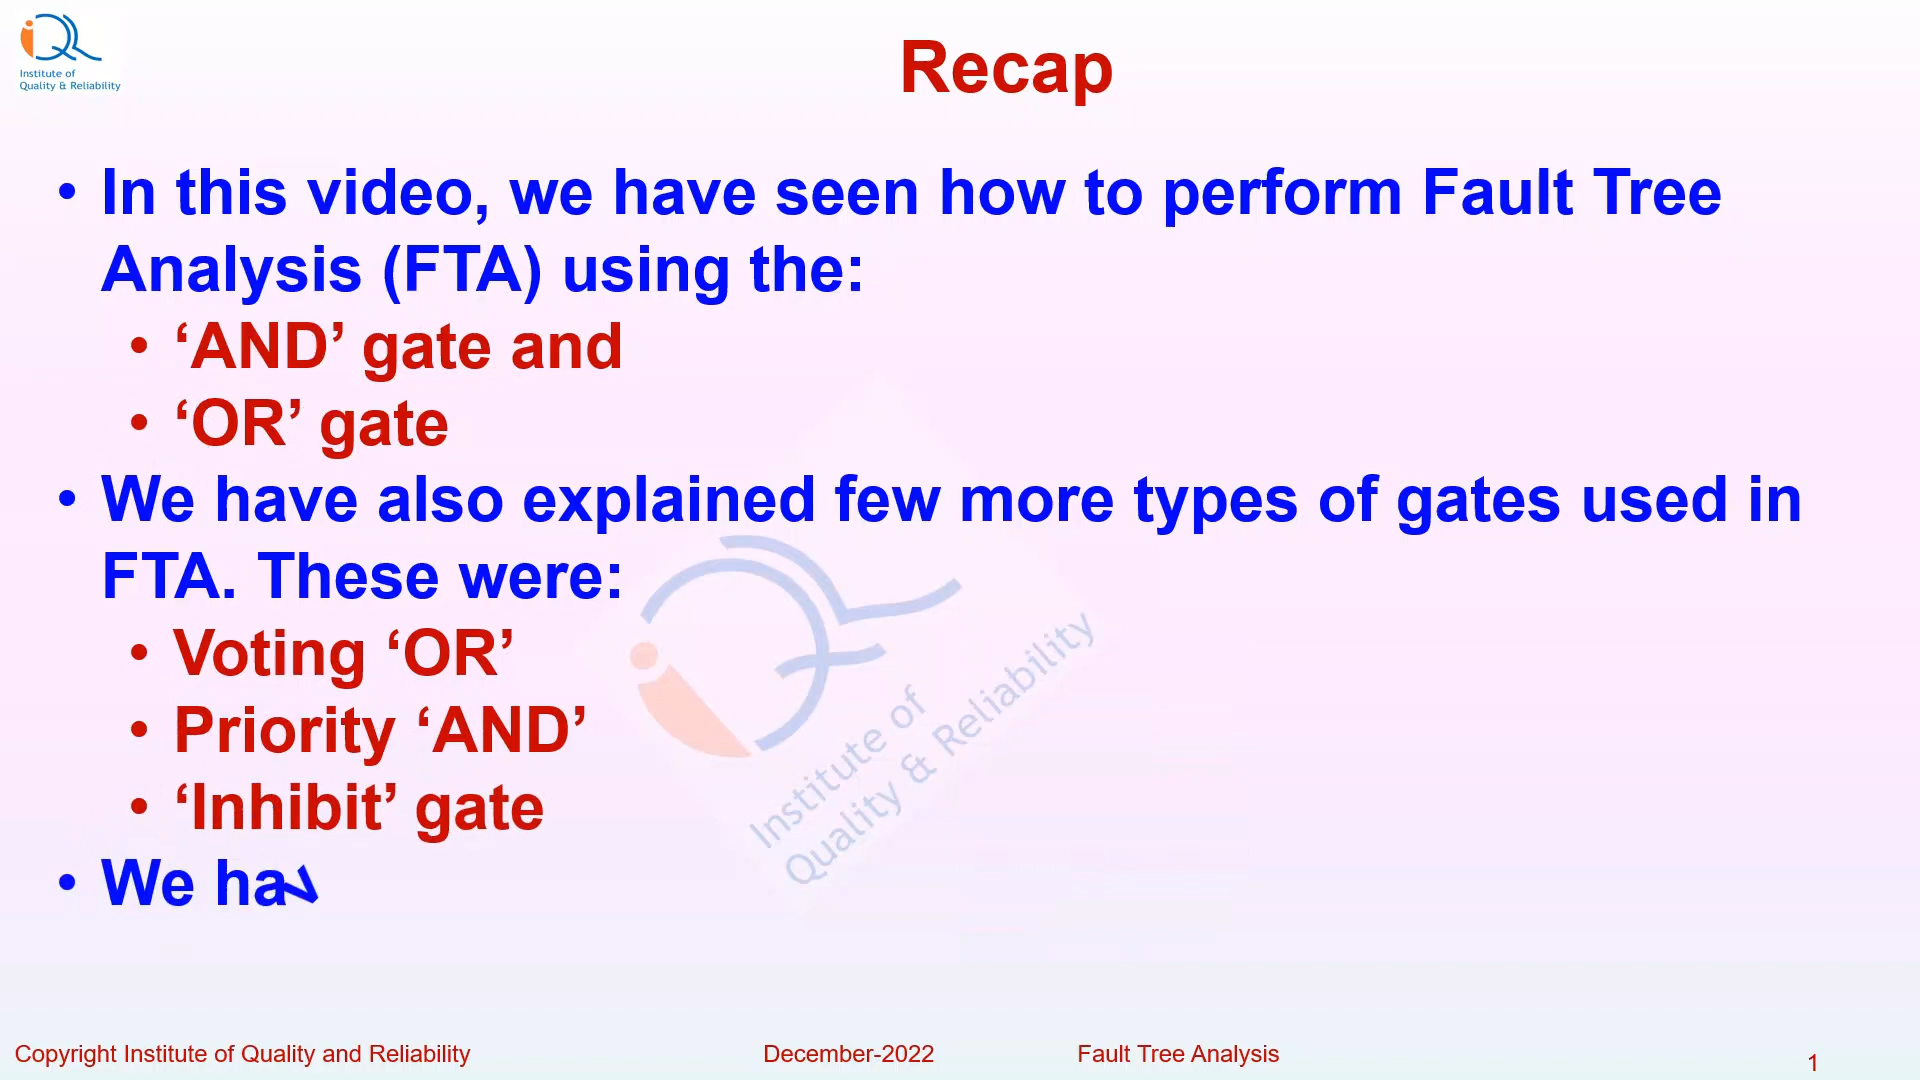 iQR
Institute of
Quality & Reliability
Recap
• In this video, we have seen how to perform Fault Tree
Analysis (FTA) using the:
• ‘AND’ gate and
• ‘OR’ gate
• We have also explained few more types of gates used in
FTA. These were:
• Voting ‘OR’
• Priority ‘AND’
• ‘Inhibit’ gate
• We hav
iQR
Institute of
Quality & Reliability
Copyright Institute of Quality and Reliability
December-2022
Fault Tree Analysis
1